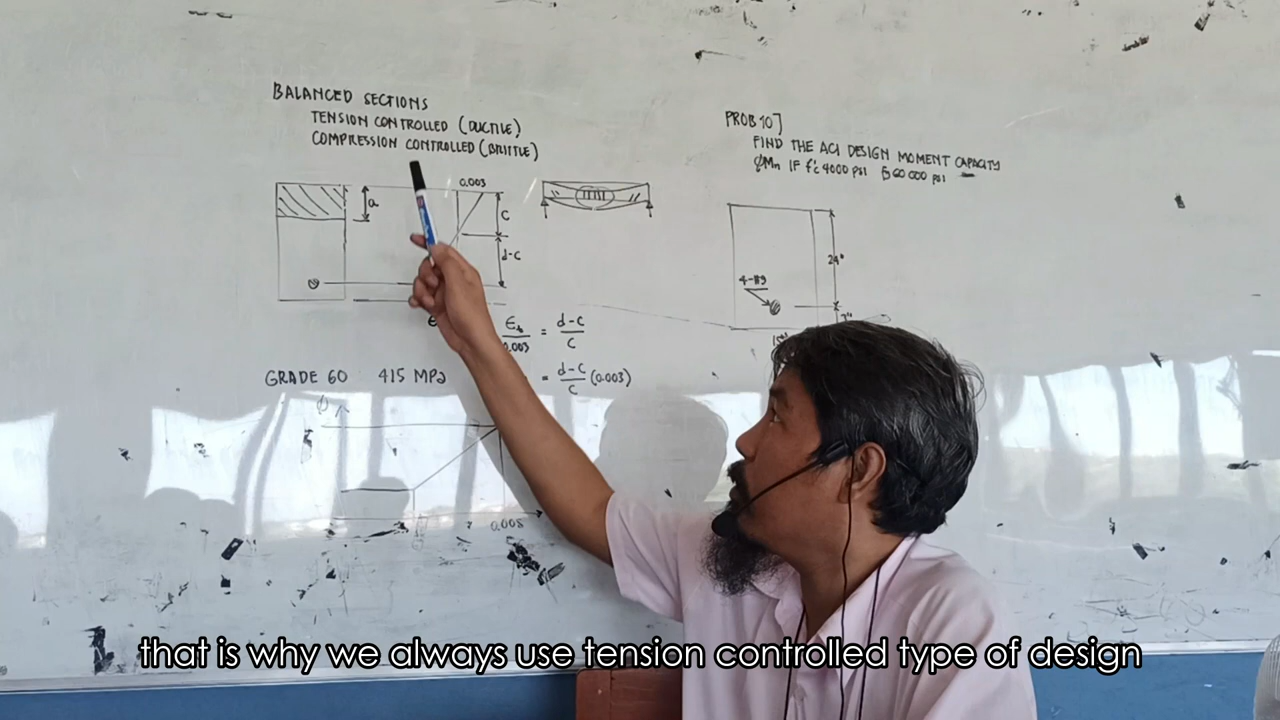 BALANCED SECTIONS
TENSION CONTROLLED (DUCTILE)
COMPRESSION CONTROLLED (BRITTLE)
a
0.003
c
d-c
0.003
= d-c
c
= d-c (0.003)
c
GRADE 60 415 MPa
ϕ
0.005
PROB 10]
FIND THE ACI DESIGN MOMENT CAPACITY
ϕMn IF f'c 4000 psi 60 000 psi
24"
4-#9
that is why we always use tension controlled type of design